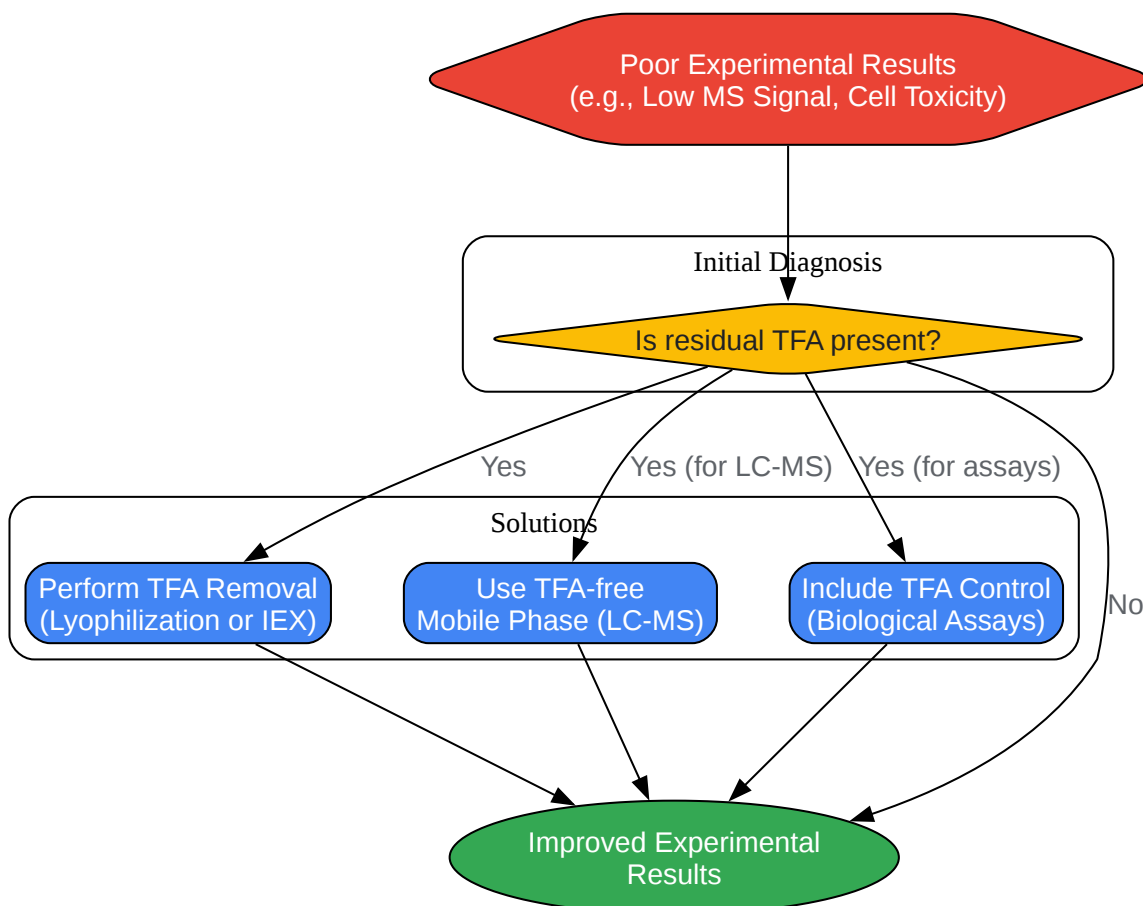 Poor Experimental Results
(e.g., Low MS Signal, Cell Toxicity)
Initial Diagnosis
Is residual TFA present?
Yes
Yes (for LC-MS)
Yes (for assays)
Solutions
Perform TFA Removal
(Lyophilization or IEX)
Use TFA-free
Mobile Phase (LC-MS)
Include TFA Control
(Biological Assays)
No
Improved Experimental
Results